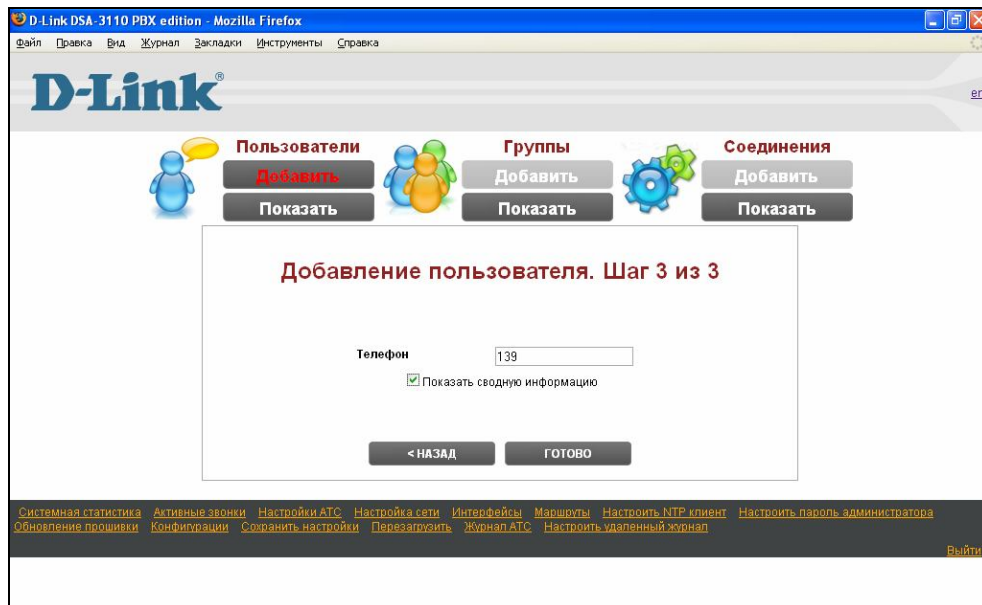 D-Link DSA-3110 PBX edition - Mozilla Firefox
Файл Правка Вид Журнал Закладки Инструменты Справка
D-Link®
en
Пользователи Группы Соединения
Добавить Добавить Добавить
Показать Показать Показать
Добавление пользователя. Шаг 3 из 3
Телефон 139
Показать сводную информацию
< НАЗАД ГОТОВО
Системная статистика Активные звонки Настройки АТС Настройка сети Интерфейсы Маршруты Настроить NTP клиент Настроить пароль администратора
Обновление прошивки Конфигурации Сохранить настройки Перезагрузить Журнал АТС Настроить удаленный журнал
Выйти